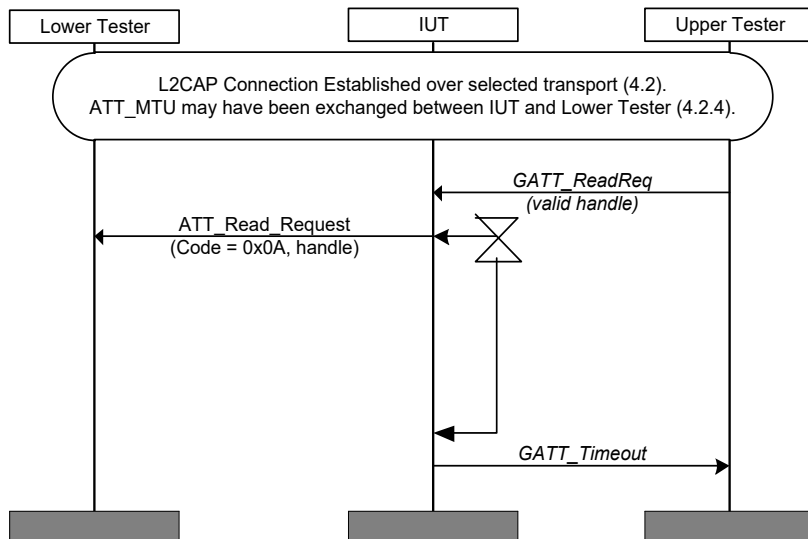 Lower Tester
IUT
Upper Tester
L2CAP Connection Established over selected transport (4.2).
ATT_MTU may have been exchanged between IUT and Lower Tester (4.2.4).
GATT_ReadReq
(valid handle)
ATT_Read_Request
(Code = 0x0A, handle)
GATT_Timeout